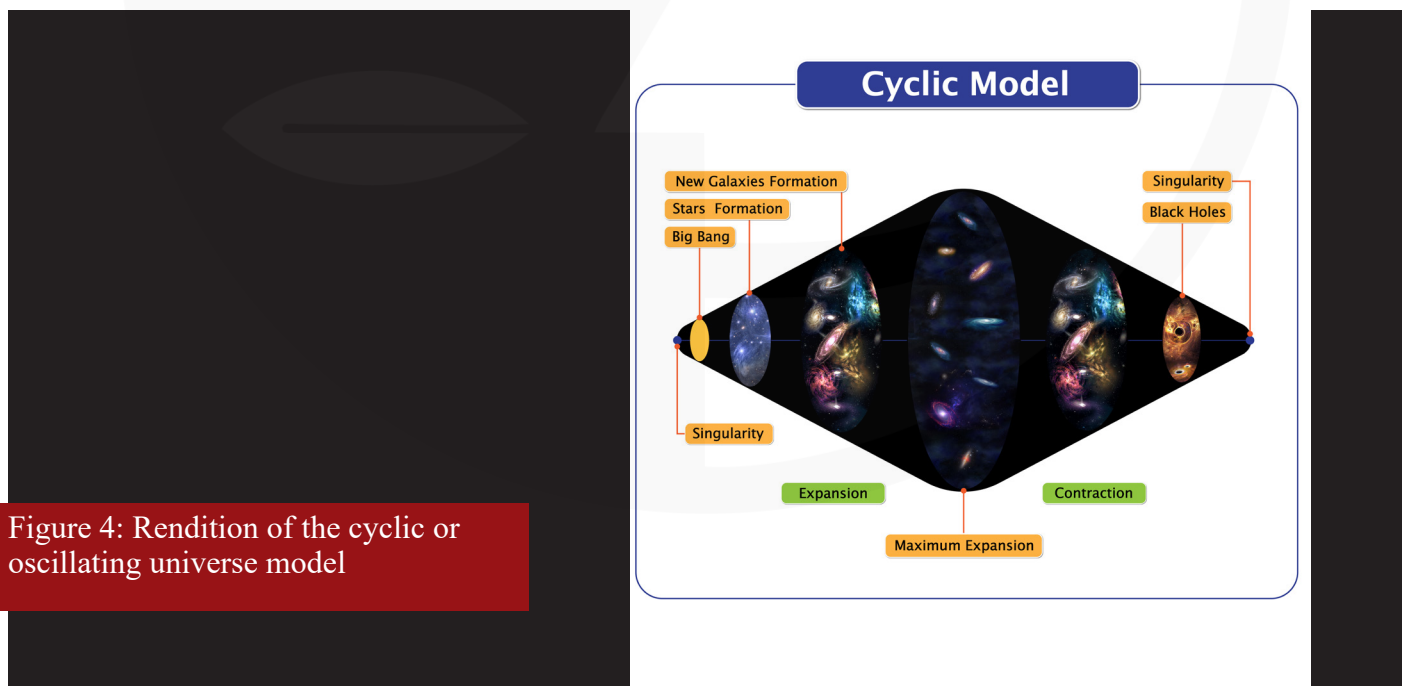 Cyclic Model
New Galaxies Formation
Stars Formation
Big Bang
Singularity
Black Holes
Singularity
Expansion
Contraction
Maximum Expansion
Figure 4: Rendition of the cyclic or
oscillating universe model